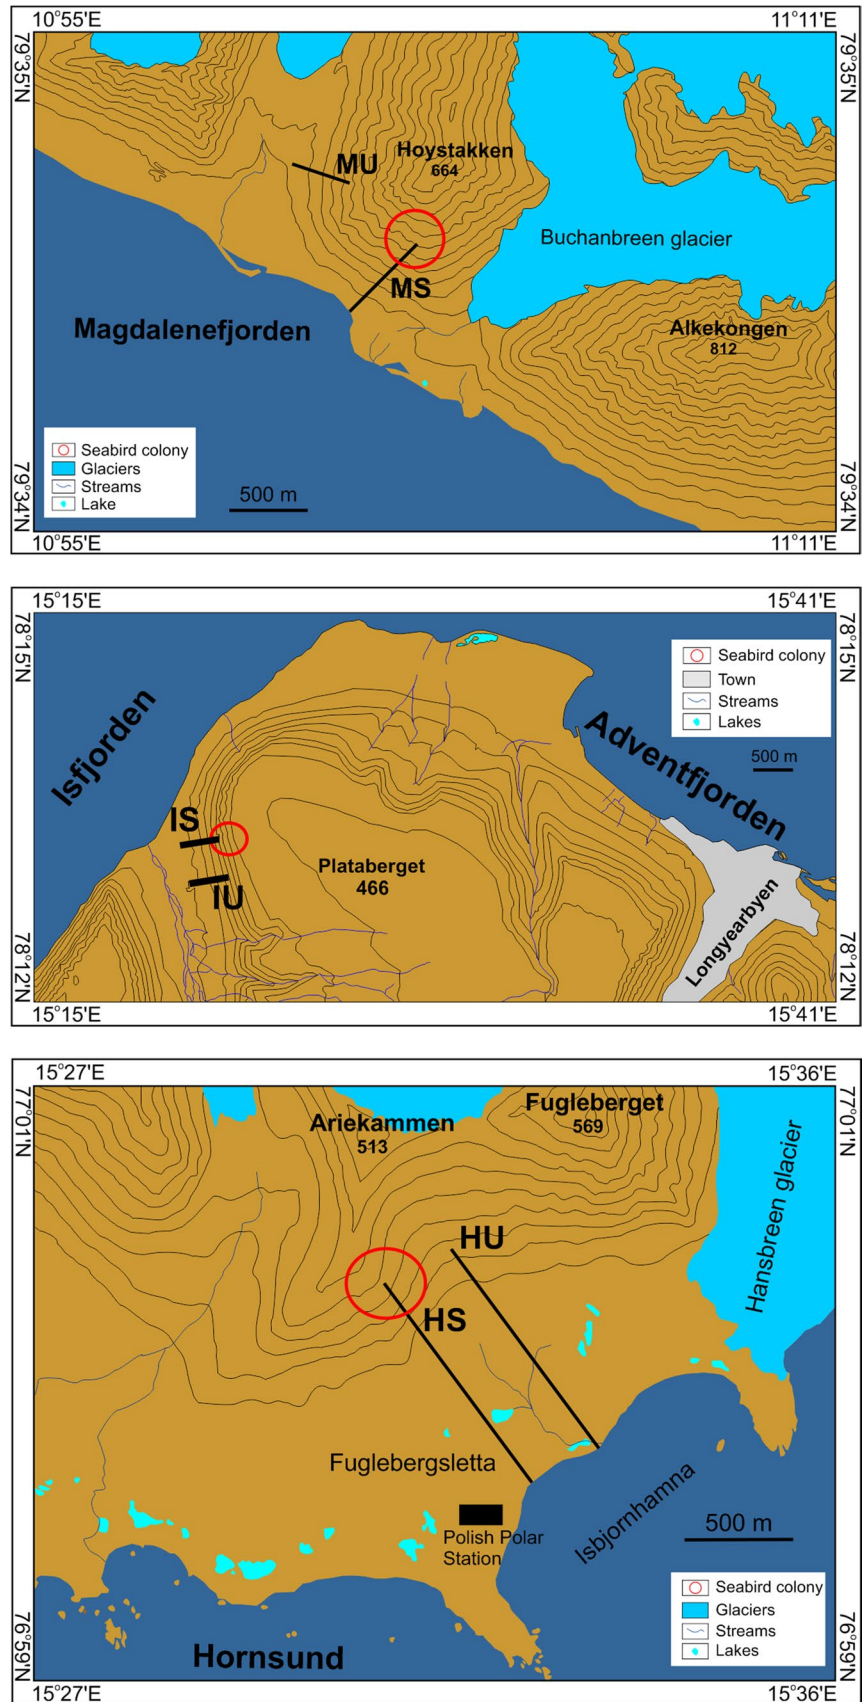 10°55'E
11°11'E
79°35'N
79°35'N
Hoystakken
664
MU
Buchanbreen glacier
MS
Magdalenefjorden
Alkekongen
812
Seabird colony
Glaciers
Streams
Lake
500 m
79°34'N
79°34'N
10°55'E
11°11'E
15°15'E
15°41'E
78°15'N
78°15'N
Seabird colony
Town
Streams
Lakes
500 m
Isfjorden
Adventfjorden
IS
Platåberget
466
IU
Longyearbyen
78°12'N
78°12'N
15°15'E
15°41'E
15°27'E
15°36'E
77°01'N
77°01'N
Ariekammen
513
Fugleberget
569
Hansbreen glacier
HU
HS
Fuglebergsletta
Isbjornhamna
500 m
Polish Polar
Station
Seabird colony
Glaciers
Streams
Lakes
76°59'N
76°59'N
Hornsund
15°27'E
15°36'E